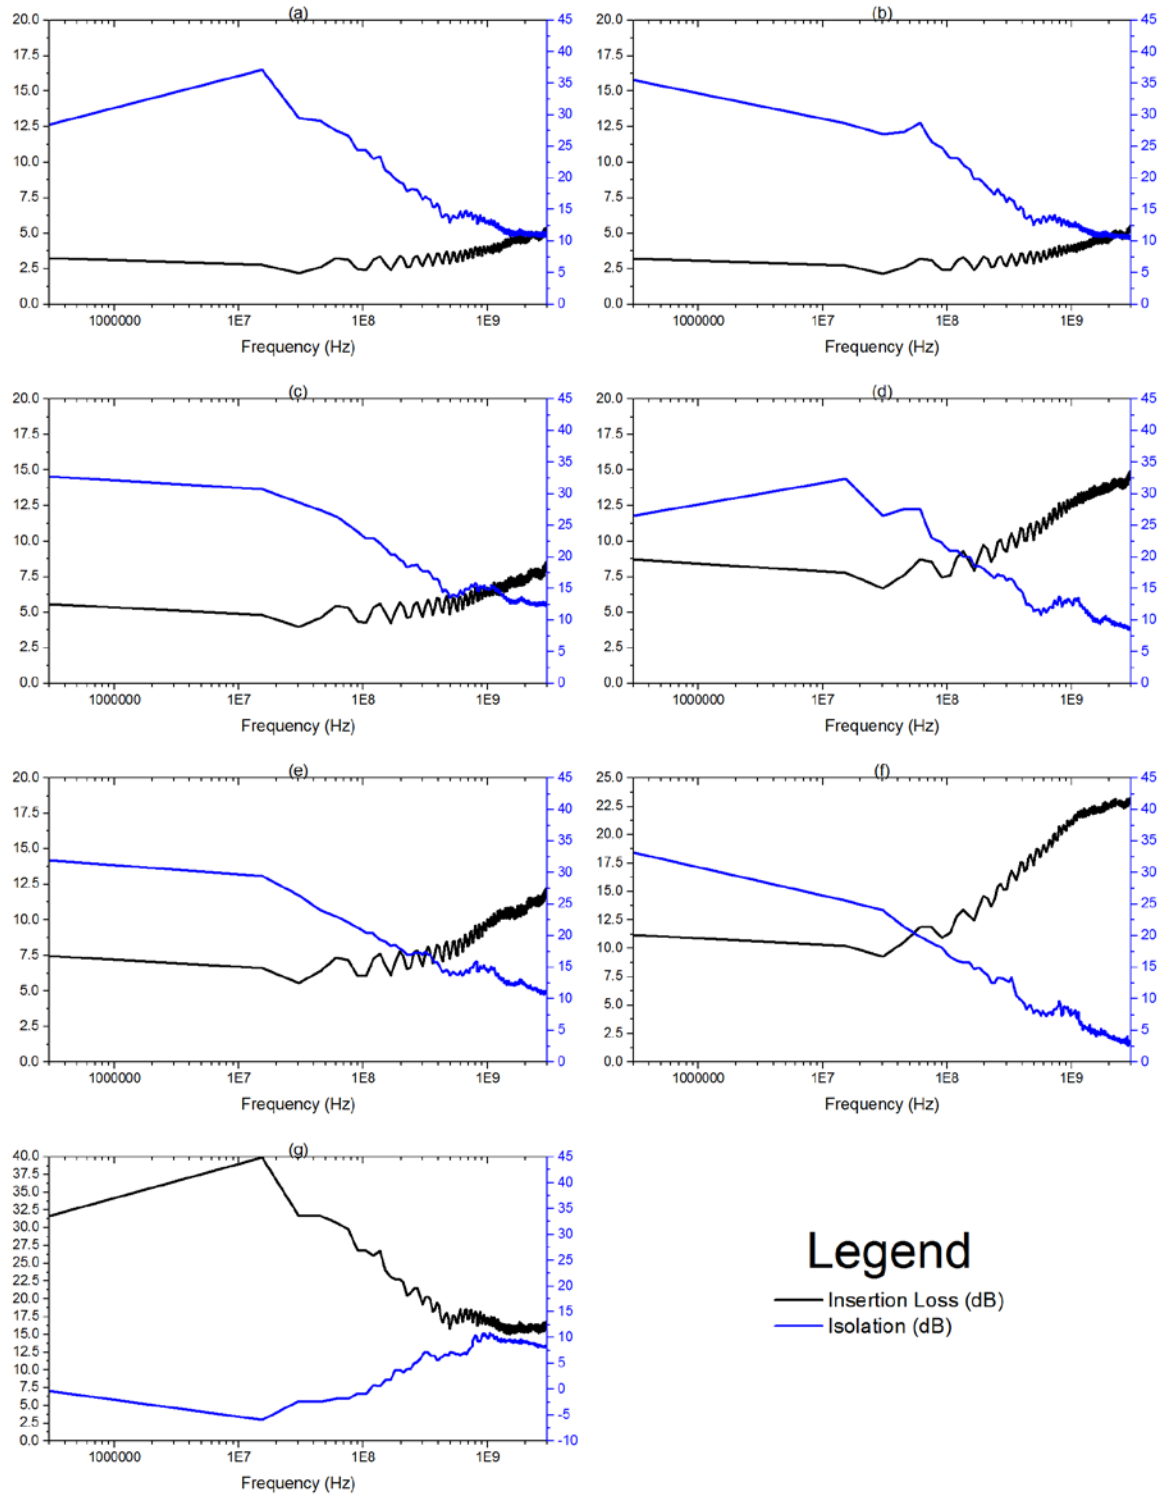 (a)
20.0 17.5 15.0 12.5 10.0 7.5 5.0 2.5 0.0
45 40 35 30 25 20 15 10 5 0
1000000 1E7 1E8 1E9
Frequency (Hz)
(b)
20.0 17.5 15.0 12.5 10.0 7.5 5.0 2.5 0.0
45 40 35 30 25 20 15 10 5 0
1000000 1E7 1E8 1E9
Frequency (Hz)
(c)
20.0 17.5 15.0 12.5 10.0 7.5 5.0 2.5 0.0
45 40 35 30 25 20 15 10 5 0
1000000 1E7 1E8 1E9
Frequency (Hz)
(d)
20.0 17.5 15.0 12.5 10.0 7.5 5.0 2.5 0.0
45 40 35 30 25 20 15 10 5 0
1000000 1E7 1E8 1E9
Frequency (Hz)
(e)
20.0 17.5 15.0 12.5 10.0 7.5 5.0 2.5 0.0
45 40 35 30 25 20 15 10 5 0
1000000 1E7 1E8 1E9
Frequency (Hz)
(f)
25.0 22.5 20.0 17.5 15.0 12.5 10.0 7.5 5.0 2.5 0.0
45 40 35 30 25 20 15 10 5 0
1000000 1E7 1E8 1E9
Frequency (Hz)
(g)
40.0 37.5 35.0 32.5 30.0 27.5 25.0 22.5 20.0 17.5 15.0 12.5 10.0 7.5 5.0 2.5 0.0
45 40 35 30 25 20 15 10 5 0 -5 -10
1000000 1E7 1E8 1E9
Frequency (Hz)
Legend
Insertion Loss (dB)
Isolation (dB)